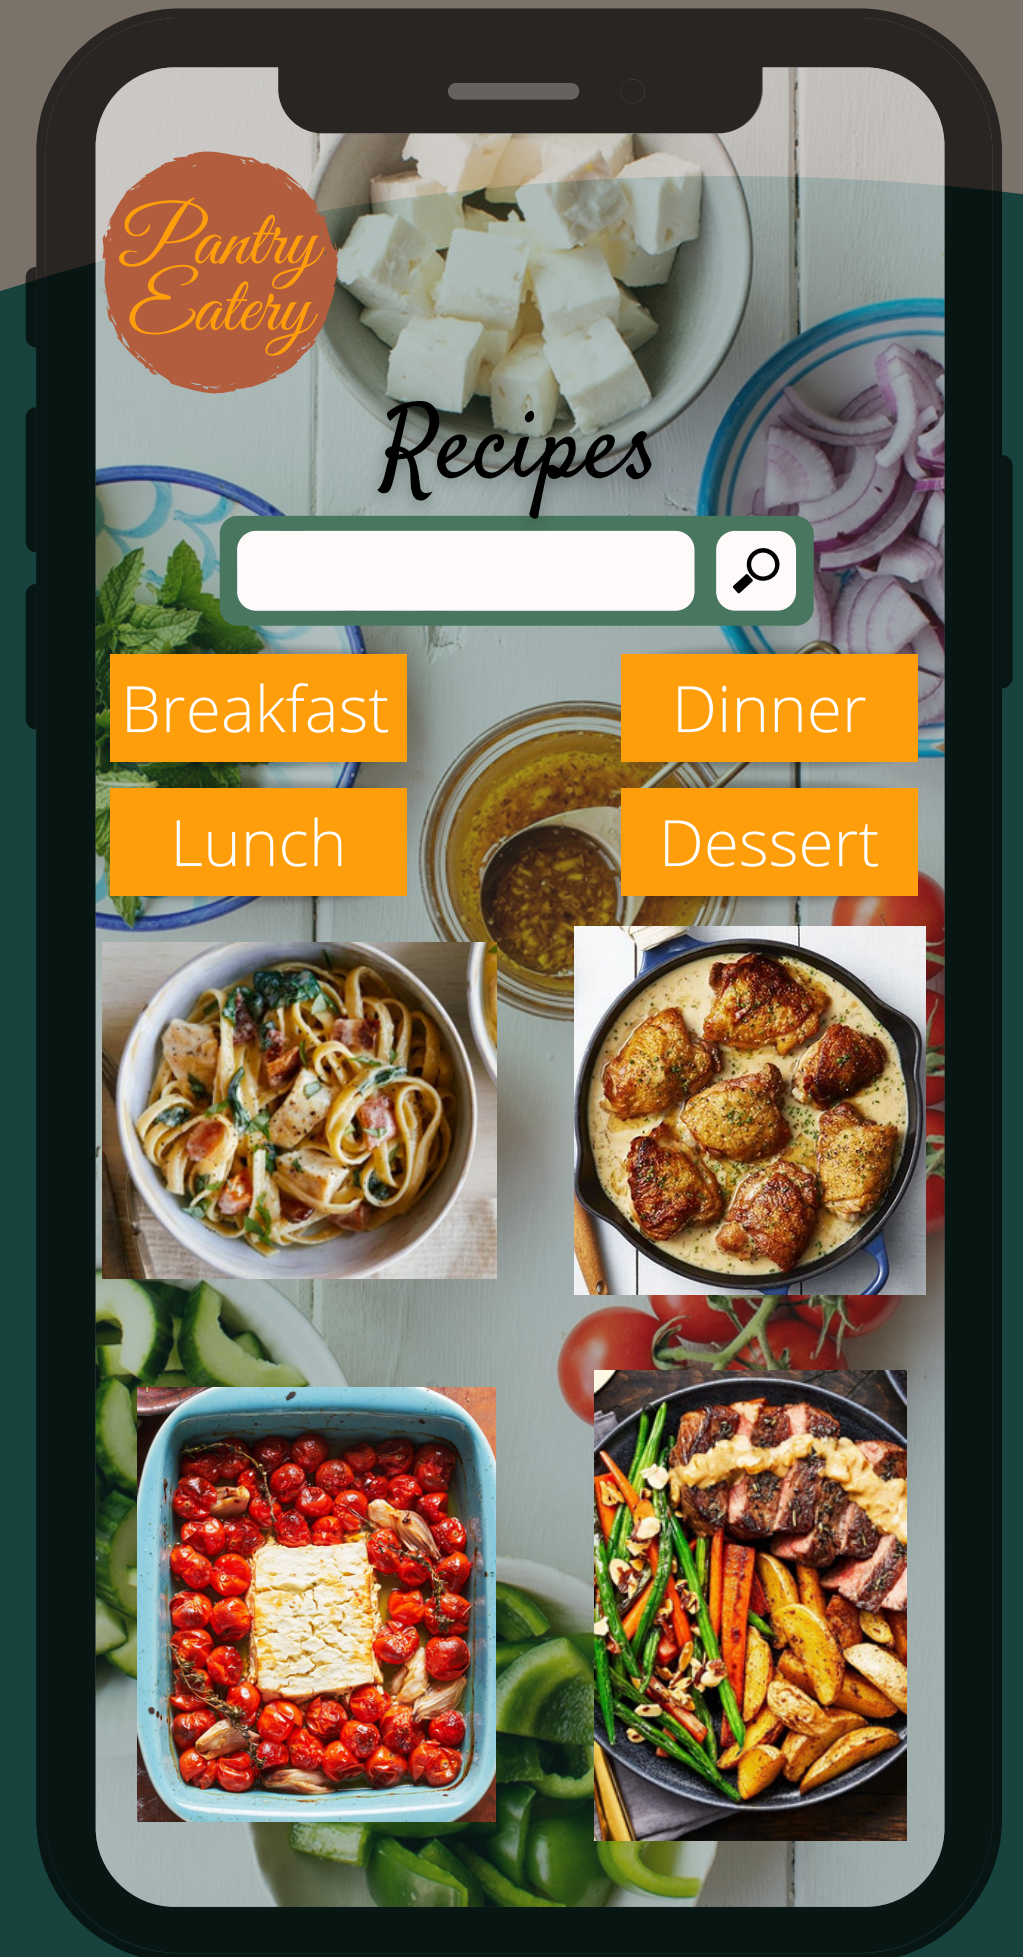 Pantry
Eatery
Recipes
Breakfast
Dinner
Lunch
Dessert